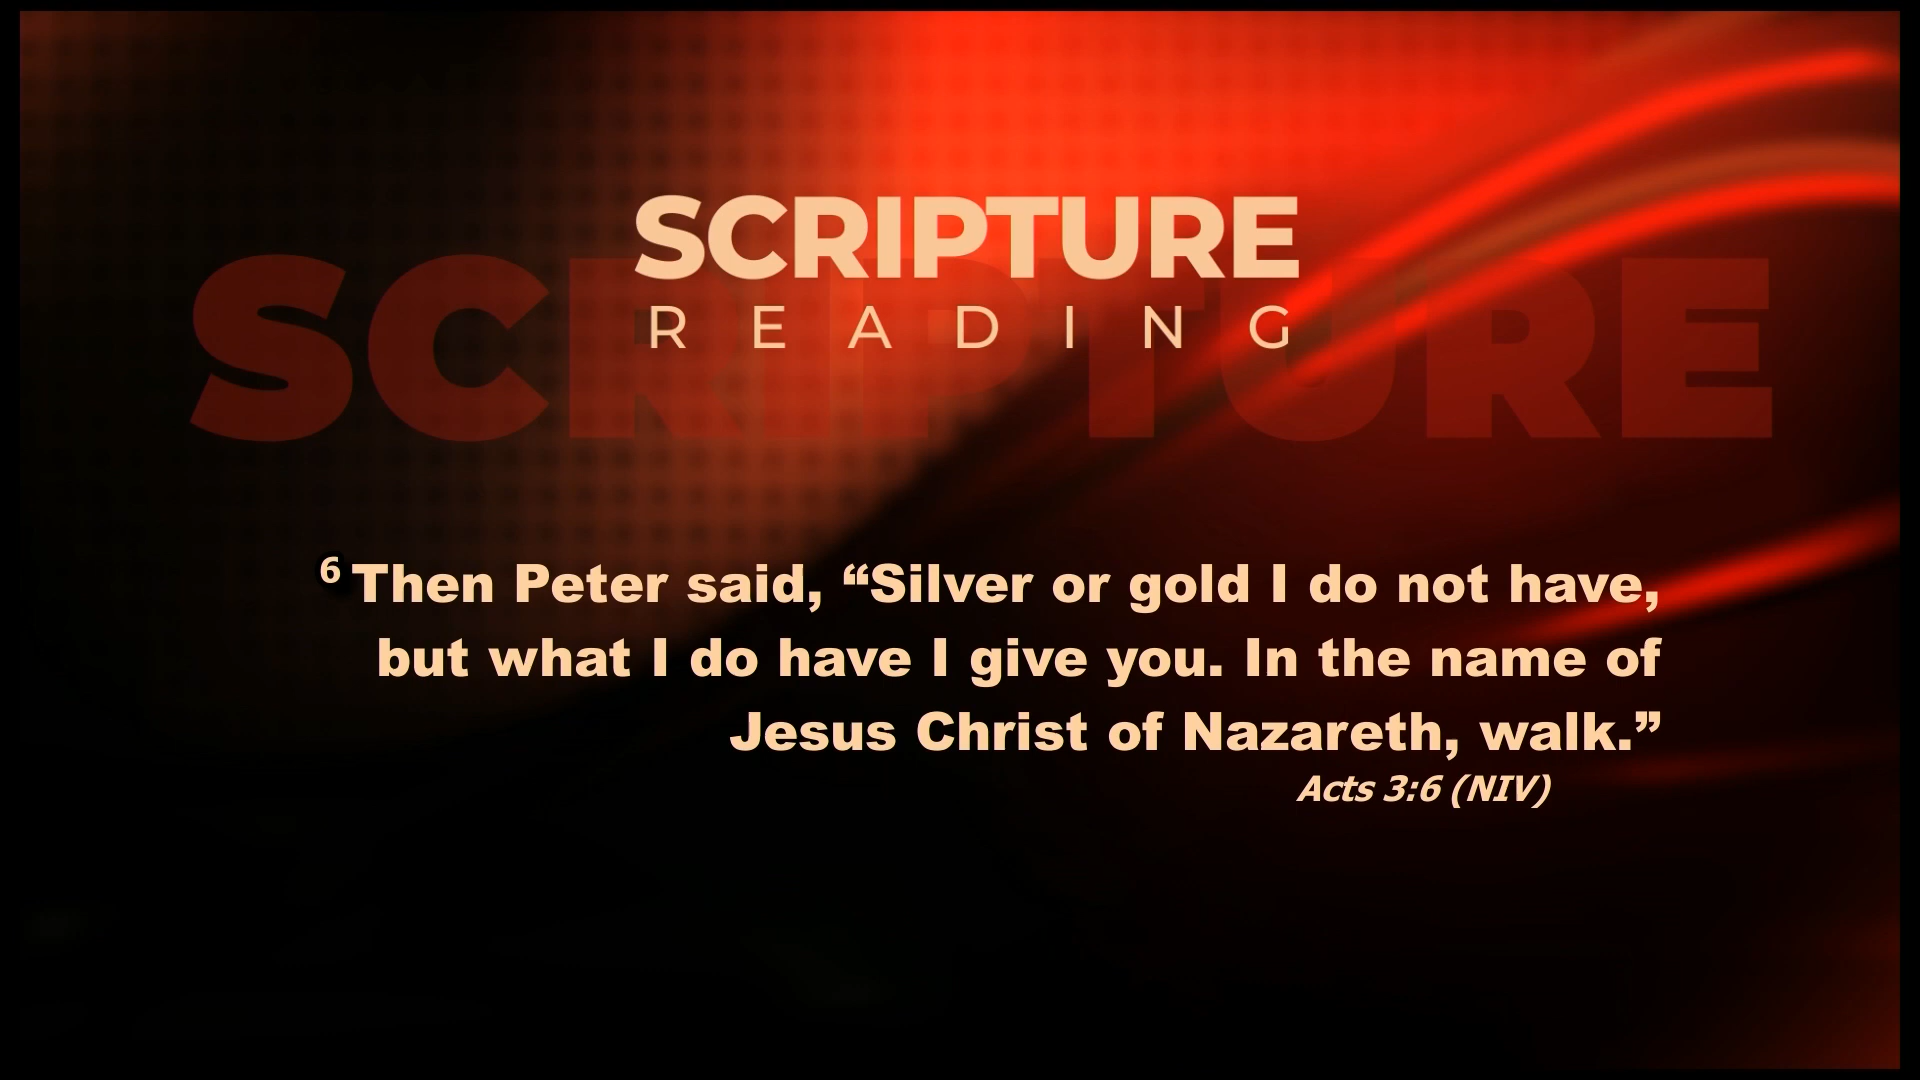 SCRIPTURE
READING
SCRIPTURE
6 Then Peter said, “Silver or gold I do not have,
but what I do have I give you. In the name of
Jesus Christ of Nazareth, walk.”
Acts 3:6 (NIV)